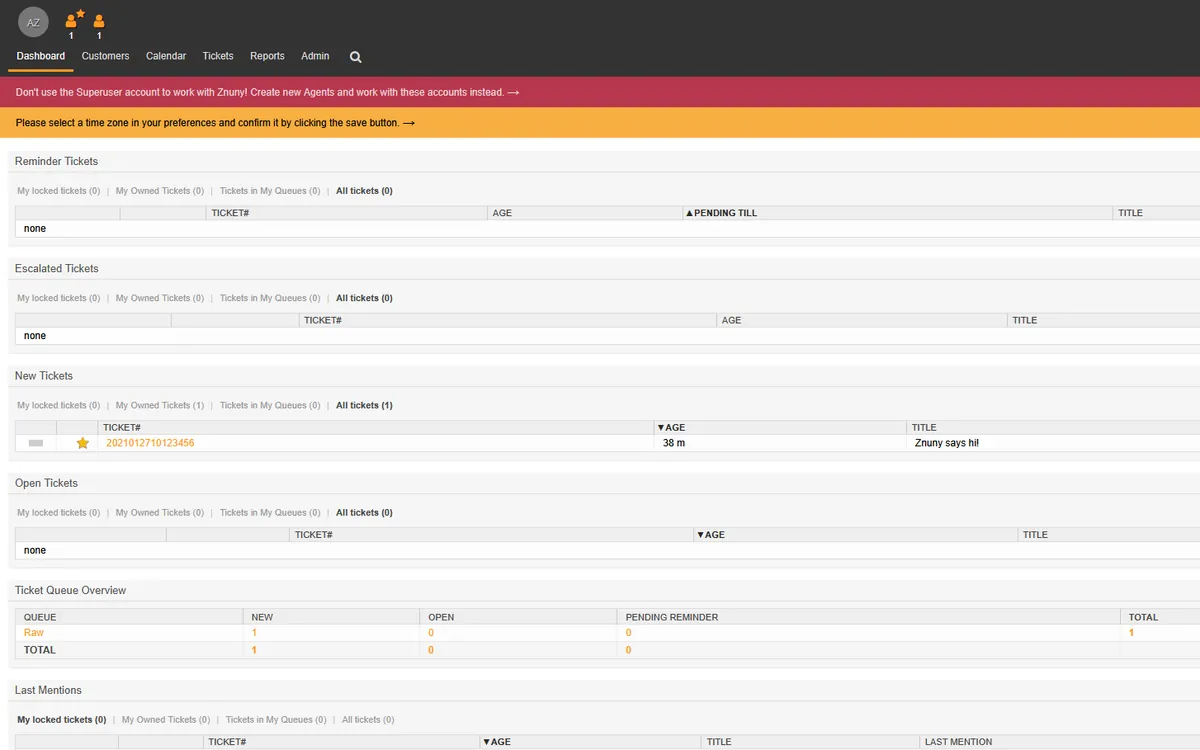 AZ
1 1
Dashboard Customers Calendar Tickets Reports Admin
Don't use the Superuser account to work with Znuny! Create new Agents and work with these accounts instead. →
Please select a time zone in your preferences and confirm it by clicking the save button. →
Reminder Tickets
My locked tickets (0) | My Owned Tickets (0) | Tickets in My Queues (0) | All tickets (0)
TICKET# AGE ▲PENDING TILL TITLE
none
Escalated Tickets
My locked tickets (0) | My Owned Tickets (0) | Tickets in My Queues (0) | All tickets (0)
TICKET# AGE TITLE
none
New Tickets
My locked tickets (0) | My Owned Tickets (1) | Tickets in My Queues (0) | All tickets (1)
TICKET# ▼AGE TITLE
2021012710123456 38 m Znuny says hi!
Open Tickets
My locked tickets (0) | My Owned Tickets (0) | Tickets in My Queues (0) | All tickets (0)
TICKET# ▼AGE TITLE
none
Ticket Queue Overview
QUEUE NEW OPEN PENDING REMINDER TOTAL
Raw 1 0 0 1
TOTAL 1 0 0
Last Mentions
My locked tickets (0) | My Owned Tickets (0) | Tickets in My Queues (0) | All tickets (0)
TICKET# ▼AGE TITLE LAST MENTION